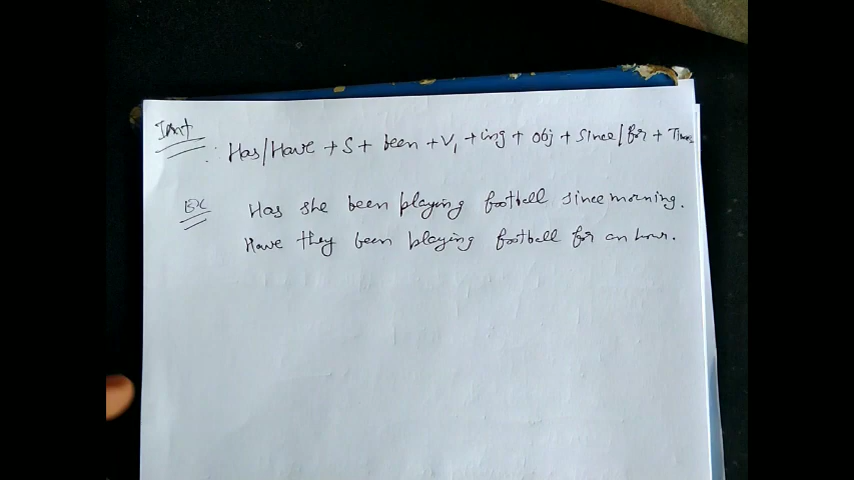 Int
:. Has/Have + S + been + V1 + ing + obj + since/for + Time
Ex Has she been playing football since morning.
Have they been playing football for an hour.